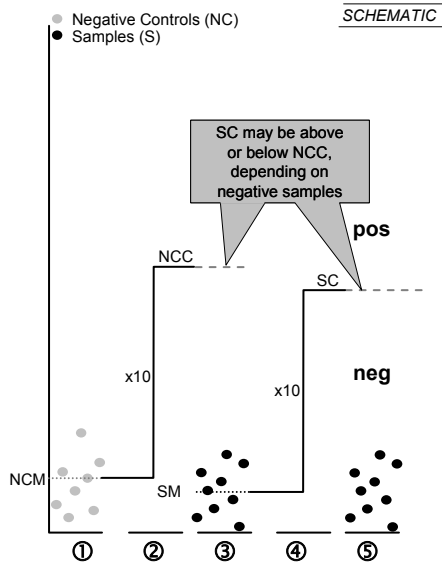 Negative Controls (NC)
Samples (S)
SCHEMATIC
SC may be above
or below NCC,
depending on
negative samples
pos
NCC
SC
x10
x10
neg
NCM
SM
① ② ③ ④ ⑤